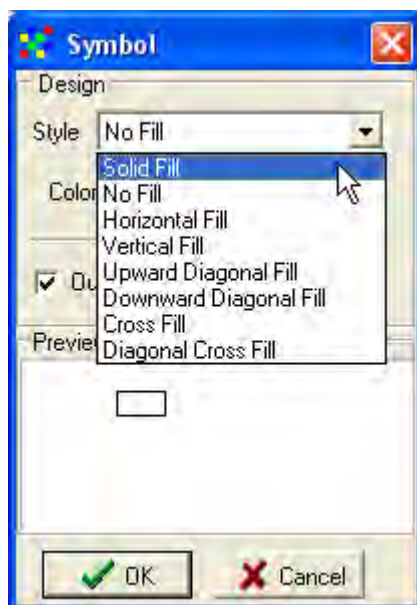 Symbol
Design
Style No Fill
Solid Fill
Color
No Fill
Horizontal Fill
Vertical Fill
Upward Diagonal Fill
Downward Diagonal Fill
Cross Fill
Diagonal Cross Fill
OK Cancel